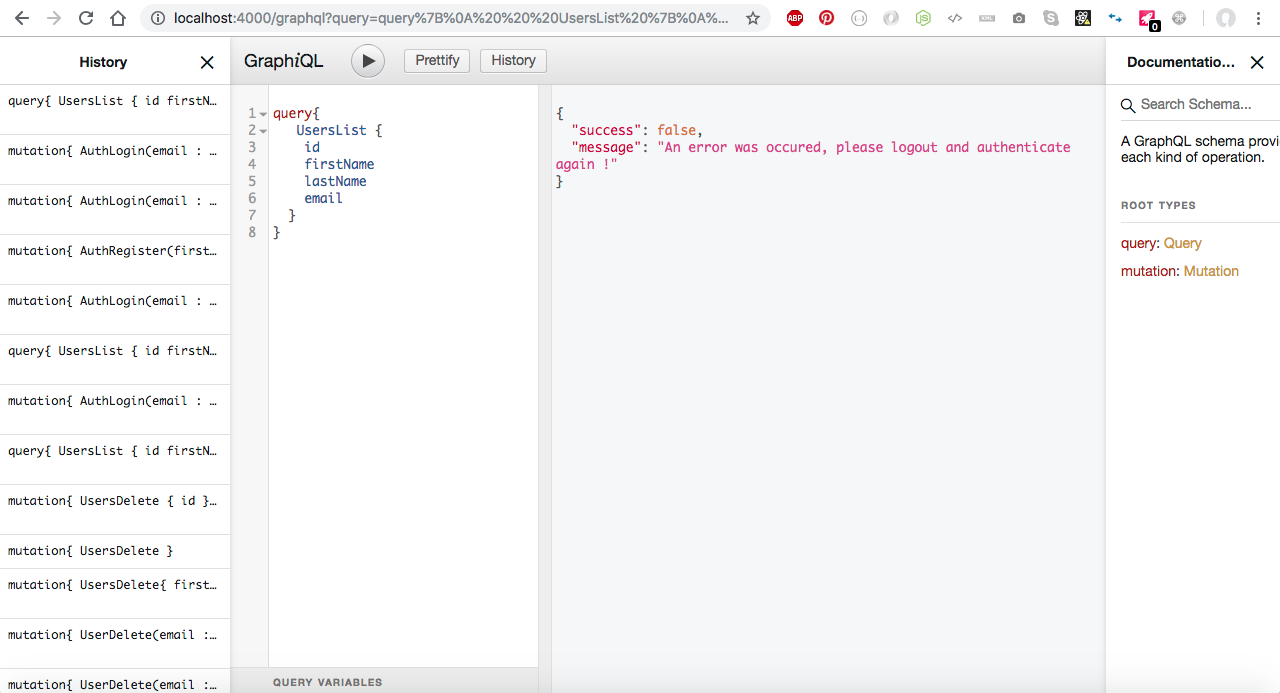 localhost:4000/graphql?query=query%7B%0A%20%20%20UsersList%20%7B%0A%...
ABP
0
History
query{ UsersList { id firstN…
mutation{ AuthLogin(email : …
mutation{ AuthLogin(email : …
mutation{ AuthRegister(first…
mutation{ AuthLogin(email : …
query{ UsersList { id firstN…
mutation{ AuthLogin(email : …
query{ UsersList { id firstN…
mutation{ UsersDelete { id }…
mutation{ UsersDelete }
mutation{ UsersDelete{ first…
mutation{ UserDelete(email :…
mutation{ UserDelete(email :…
GraphiQL
Prettify
History
1 query{
2 UsersList {
3 id
4 firstName
5 lastName
6 email
7 }
8 }
QUERY VARIABLES
{
"success": false,
"message": "An error was occured, please logout and authenticate
again !"
}
Documentatio...
Search Schema...
A GraphQL schema provi
each kind of operation.
ROOT TYPES
query: Query
mutation: Mutation